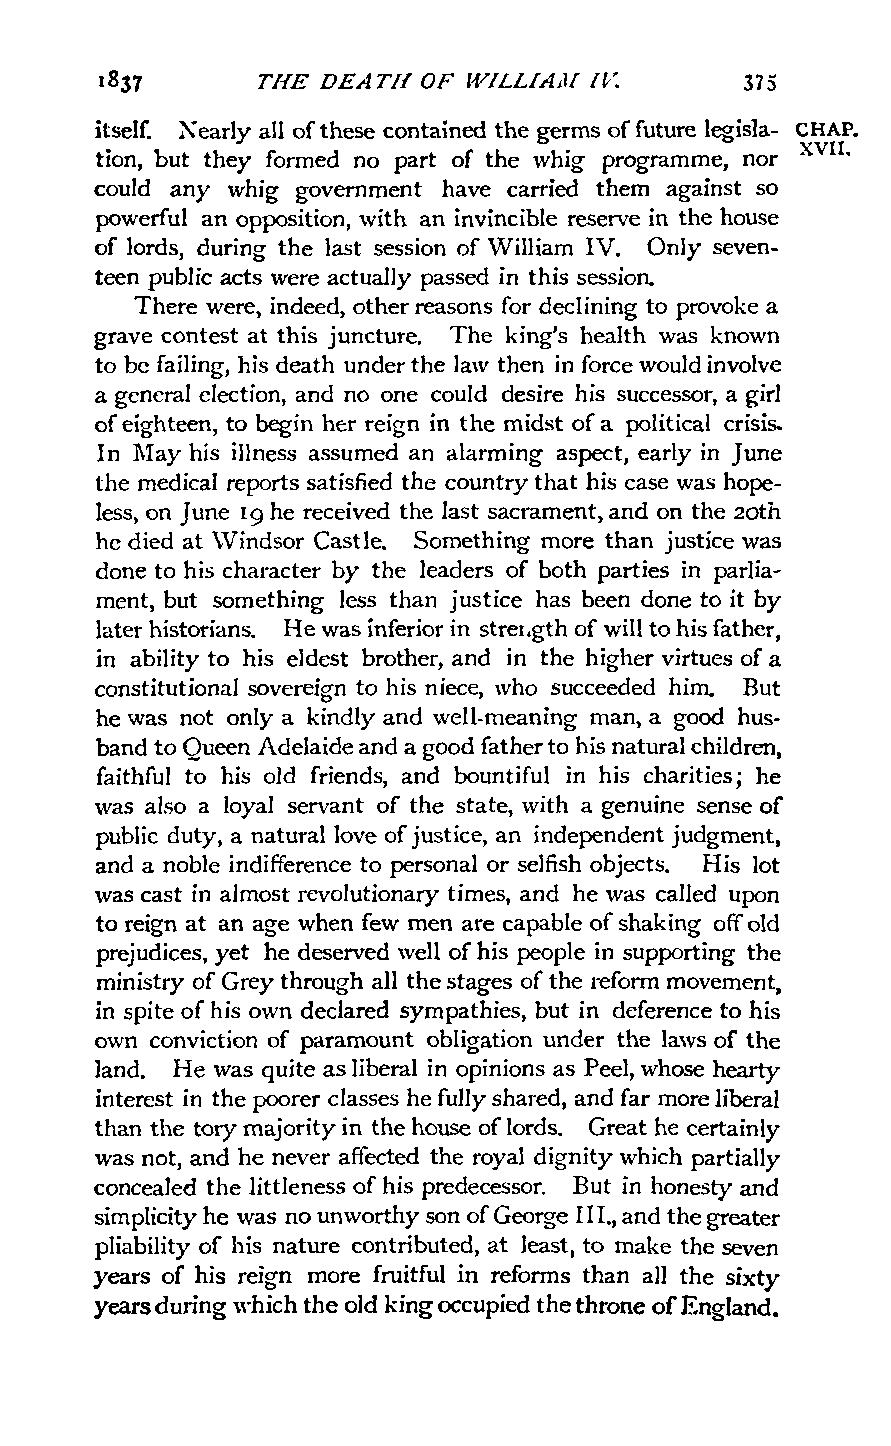 1837 THE DEATH OF WILLIAM IV. 375
itself. Nearly all of these contained the germs of future legisla- CHAP.
tion, but they formed no part of the whig programme, nor XVII.
could any whig government have carried them against so
powerful an opposition, with an invincible reserve in the house
of lords, during the last session of William IV. Only seven-
teen public acts were actually passed in this session.
There were, indeed, other reasons for declining to provoke a
grave contest at this juncture. The king's health was known
to be failing, his death under the law then in force would involve
a general election, and no one could desire his successor, a girl
of eighteen, to begin her reign in the midst of a political crisis.
In May his illness assumed an alarming aspect, early in June
the medical reports satisfied the country that his case was hope-
less, on June 19 he received the last sacrament, and on the 20th
he died at Windsor Castle. Something more than justice was
done to his character by the leaders of both parties in parlia-
ment, but something less than justice has been done to it by
later historians. He was inferior in strength of will to his father,
in ability to his eldest brother, and in the higher virtues of a
constitutional sovereign to his niece, who succeeded him. But
he was not only a kindly and well-meaning man, a good hus-
band to Queen Adelaide and a good father to his natural children,
faithful to his old friends, and bountiful in his charities; he
was also a loyal servant of the state, with a genuine sense of
public duty, a natural love of justice, an independent judgment,
and a noble indifference to personal or selfish objects. His lot
was cast in almost revolutionary times, and he was called upon
to reign at an age when few men are capable of shaking off old
prejudices, yet he deserved well of his people in supporting the
ministry of Grey through all the stages of the reform movement,
in spite of his own declared sympathies, but in deference to his
own conviction of paramount obligation under the laws of the
land. He was quite as liberal in opinions as Peel, whose hearty
interest in the poorer classes he fully shared, and far more liberal
than the tory majority in the house of lords. Great he certainly
was not, and he never affected the royal dignity which partially
concealed the littleness of his predecessor. But in honesty and
simplicity he was no unworthy son of George III., and the greater
pliability of his nature contributed, at least, to make the seven
years of his reign more fruitful in reforms than all the sixty
years during which the old king occupied the throne of England.